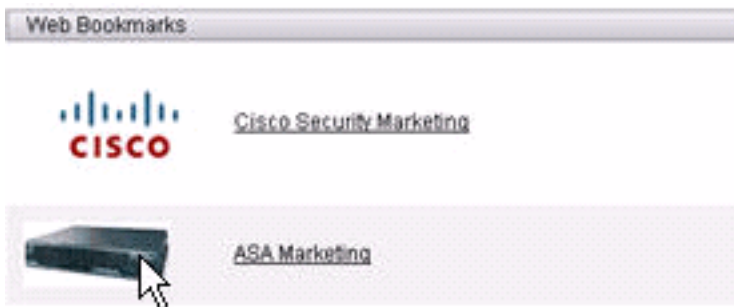 Web Bookmarks
CISCO
Cisco Security Marketing
ASA Marketing